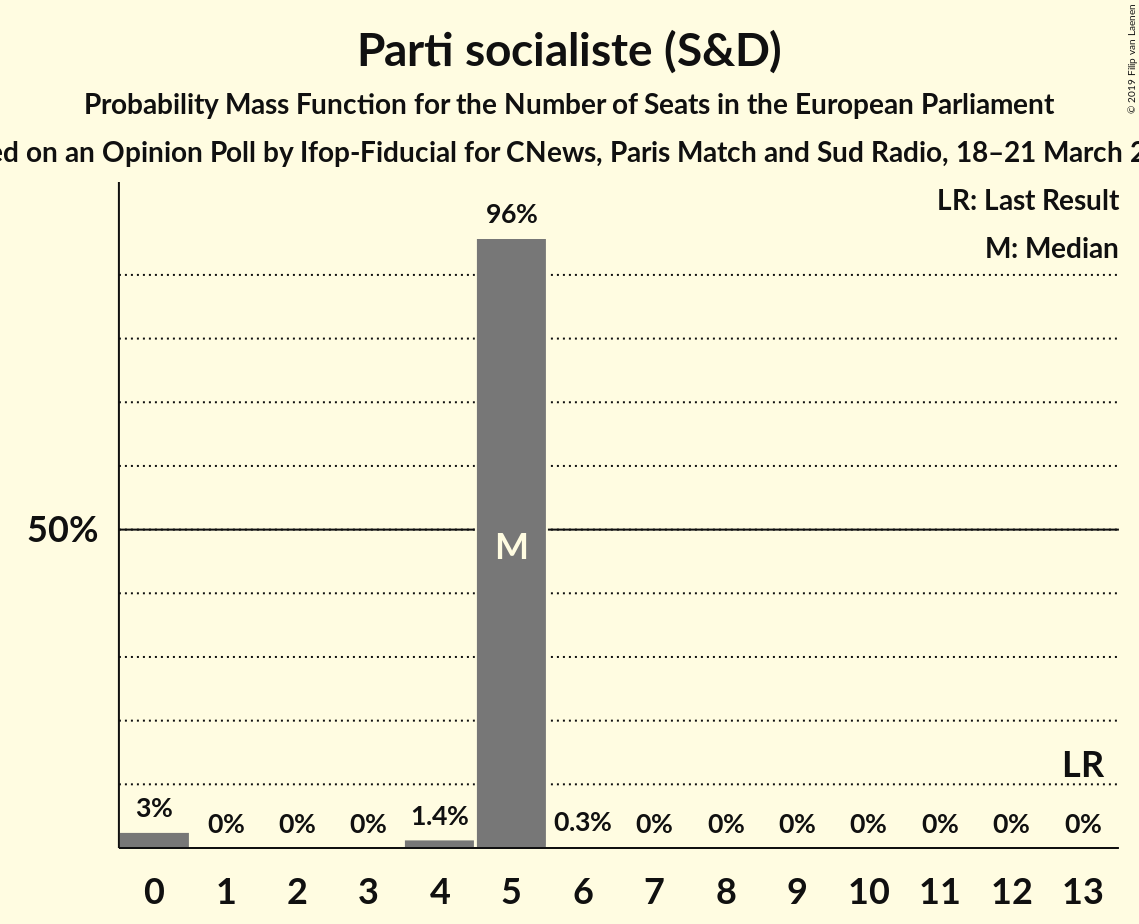 Parti socialiste (S&D)
Probability Mass Function for the Number of Seats in the European Parliament
ed on an Opinion Poll by Ifop-Fiducial for CNews, Paris Match and Sud Radio, 18–21 March 2
© 2019 Filip van Laenen
LR: Last Result
M: Median
96%
50%
M
LR
3%
0%
0%
0%
1.4%
0.3%
0%
0%
0%
0%
0%
0%
0%
0 1 2 3 4 5 6 7 8 9 10 11 12 13